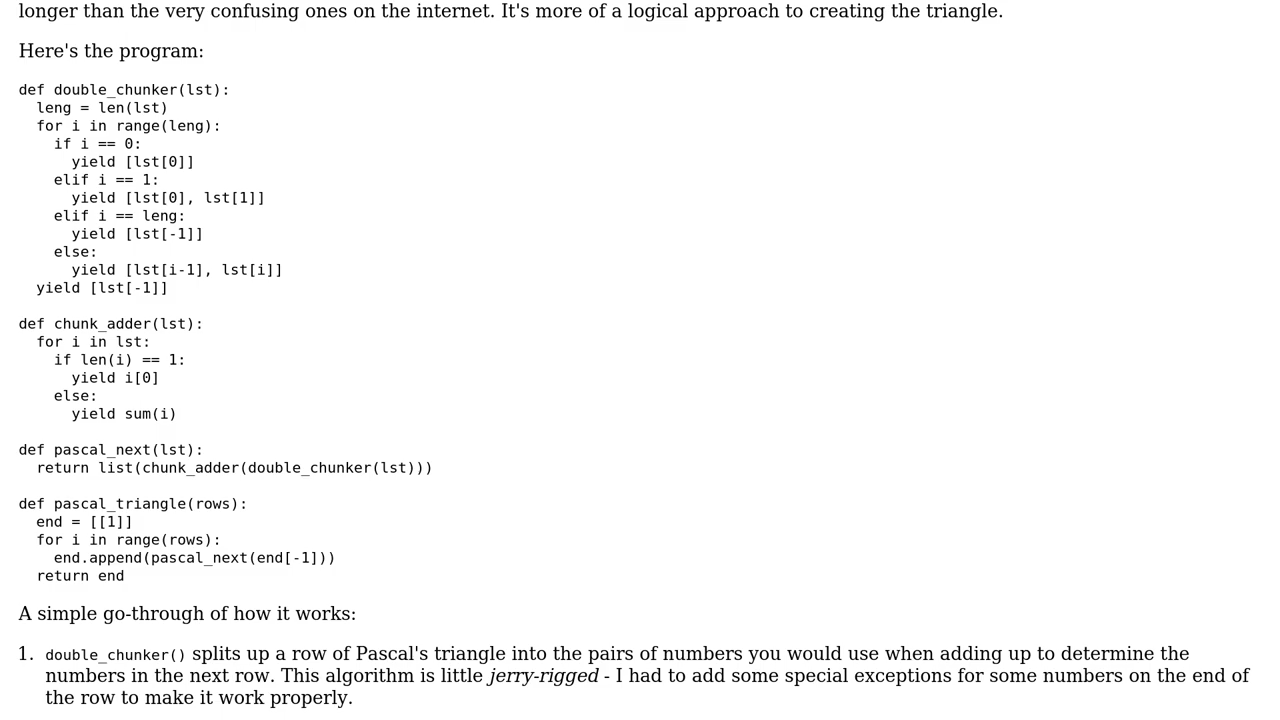 longer than the very confusing ones on the internet. It's more of a logical approach to creating the triangle.
Here's the program:
def double_chunker(lst):
  leng = len(lst)
  for i in range(leng):
    if i == 0:
      yield [lst[0]]
    elif i == 1:
      yield [lst[0], lst[1]]
    elif i == leng:
      yield [lst[-1]]
    else:
      yield [lst[i-1], lst[i]]
  yield [lst[-1]]
def chunk_adder(lst):
  for i in lst:
    if len(i) == 1:
      yield i[0]
    else:
      yield sum(i)
def pascal_next(lst):
  return list(chunk_adder(double_chunker(lst)))
def pascal_triangle(rows):
  end = [[1]]
  for i in range(rows):
    end.append(pascal_next(end[-1]))
  return end
A simple go-through of how it works:
1. double_chunker() splits up a row of Pascal's triangle into the pairs of numbers you would use when adding up to determine the
numbers in the next row. This algorithm is little jerry-rigged - I had to add some special exceptions for some numbers on the end of
the row to make it work properly.